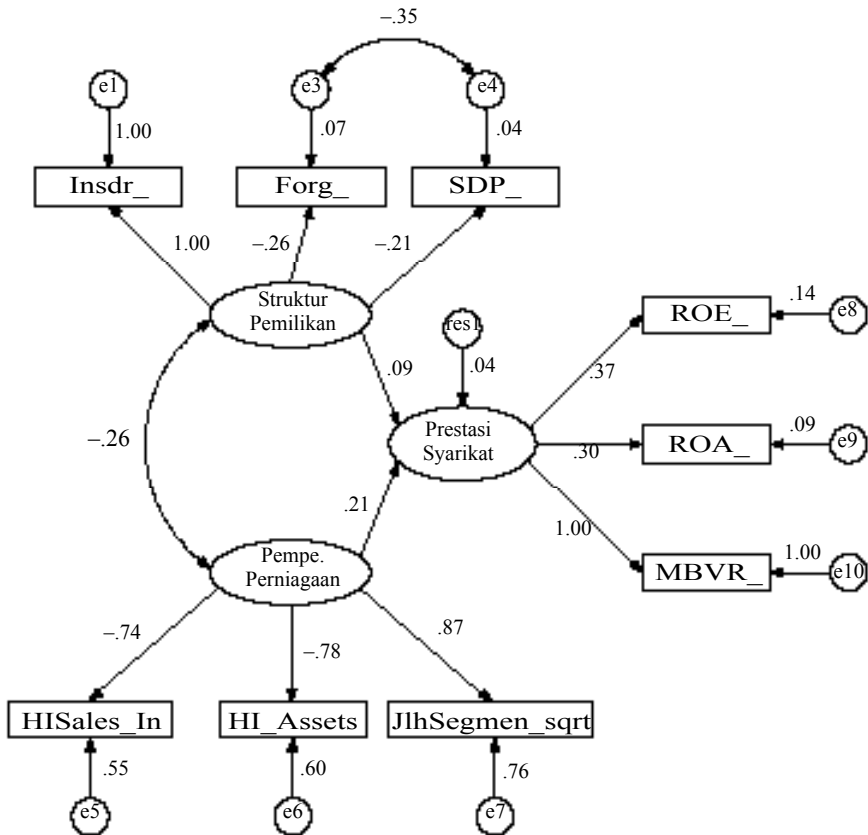 –.35
e1
e3
e4
1.00
.07
.04
Insdr_
Forg_
SDP_
1.00
–.26
–.21
Struktur
Pemilikan
res1
.14
ROE_
e8
.09
.04
.37
–.26
Prestasi
Syarikat
.09
ROA_
e9
.30
.21
1.00
1.00
Pempe.
Perniagaan
MBVR_
e10
–.74
–.78
.87
HISales_In
HI_Assets
JlhSegmen_sqrt
.55
.60
.76
e5
e6
e7